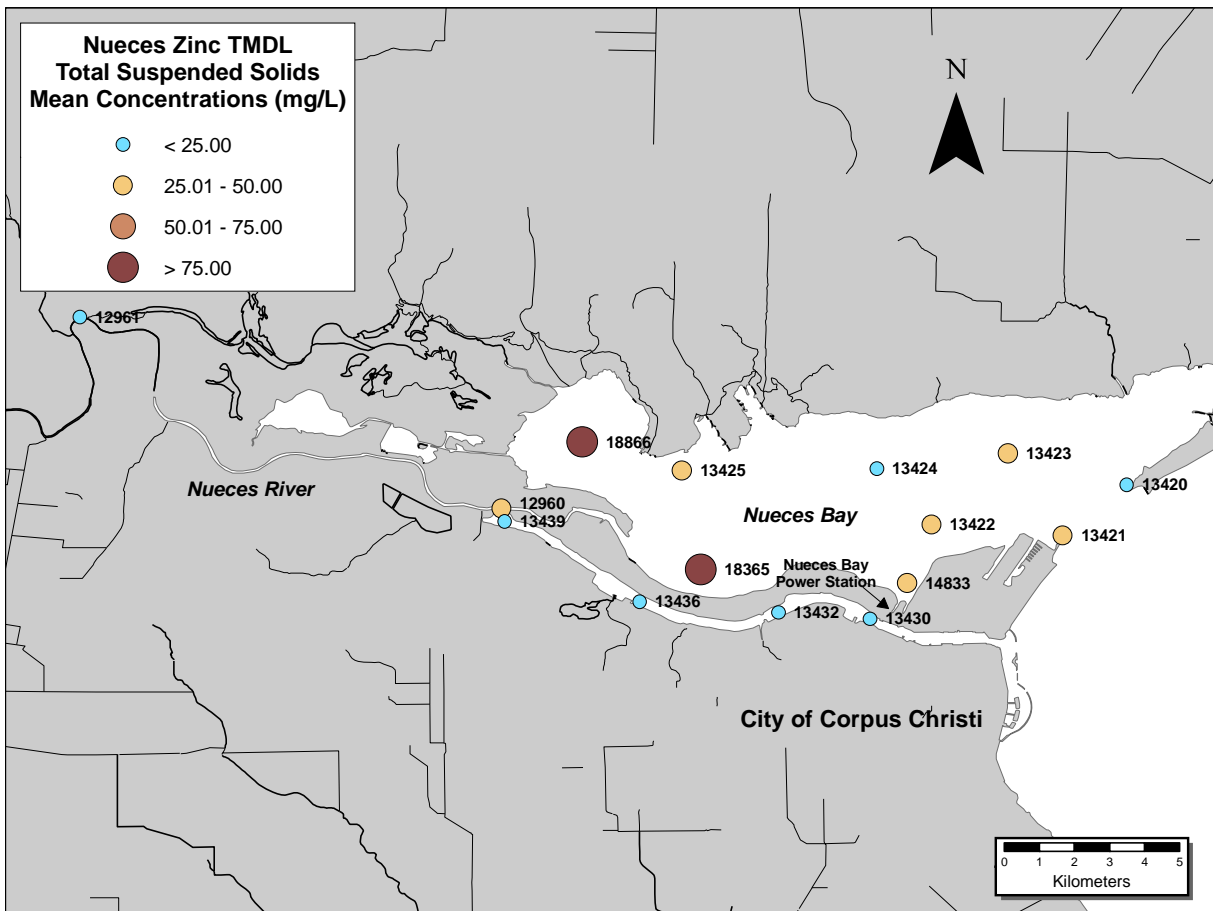 Nueces Zinc TMDL
Total Suspended Solids
Mean Concentrations (mg/L)
< 25.00
25.01 - 50.00
50.01 - 75.00
> 75.00
N
12961
18866
13425
13424
13423
13420
Nueces River
12960
13439
Nueces Bay
13422
13421
18365
Nueces Bay
Power Station
14833
13436
13432
13430
City of Corpus Christi
0 1 2 3 4 5
Kilometers